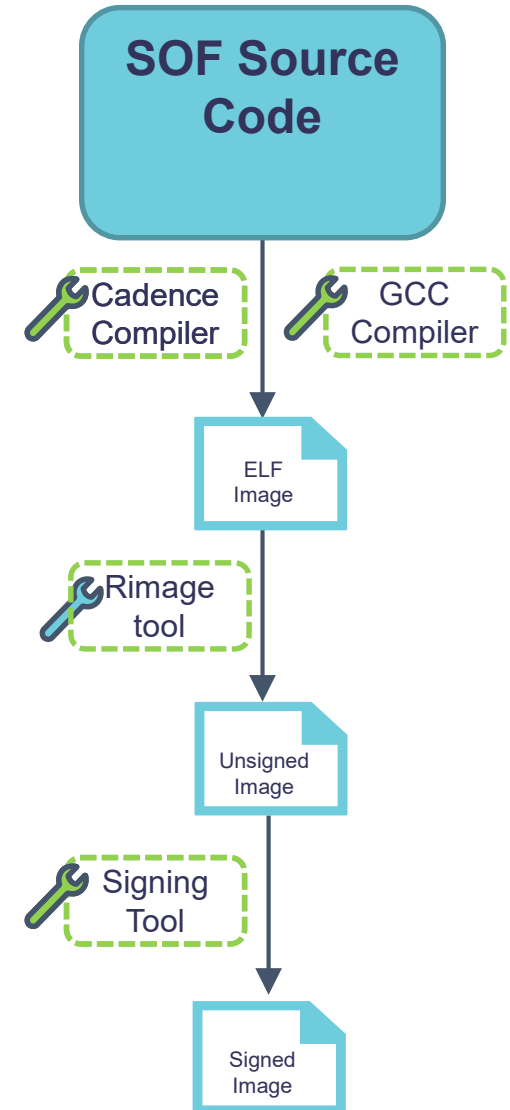 SOF Source
Code
Cadence
Compiler
GCC
Compiler
ELF
Image
Rimage
tool
Unsigned
Image
Signing
Tool
Signed
Image